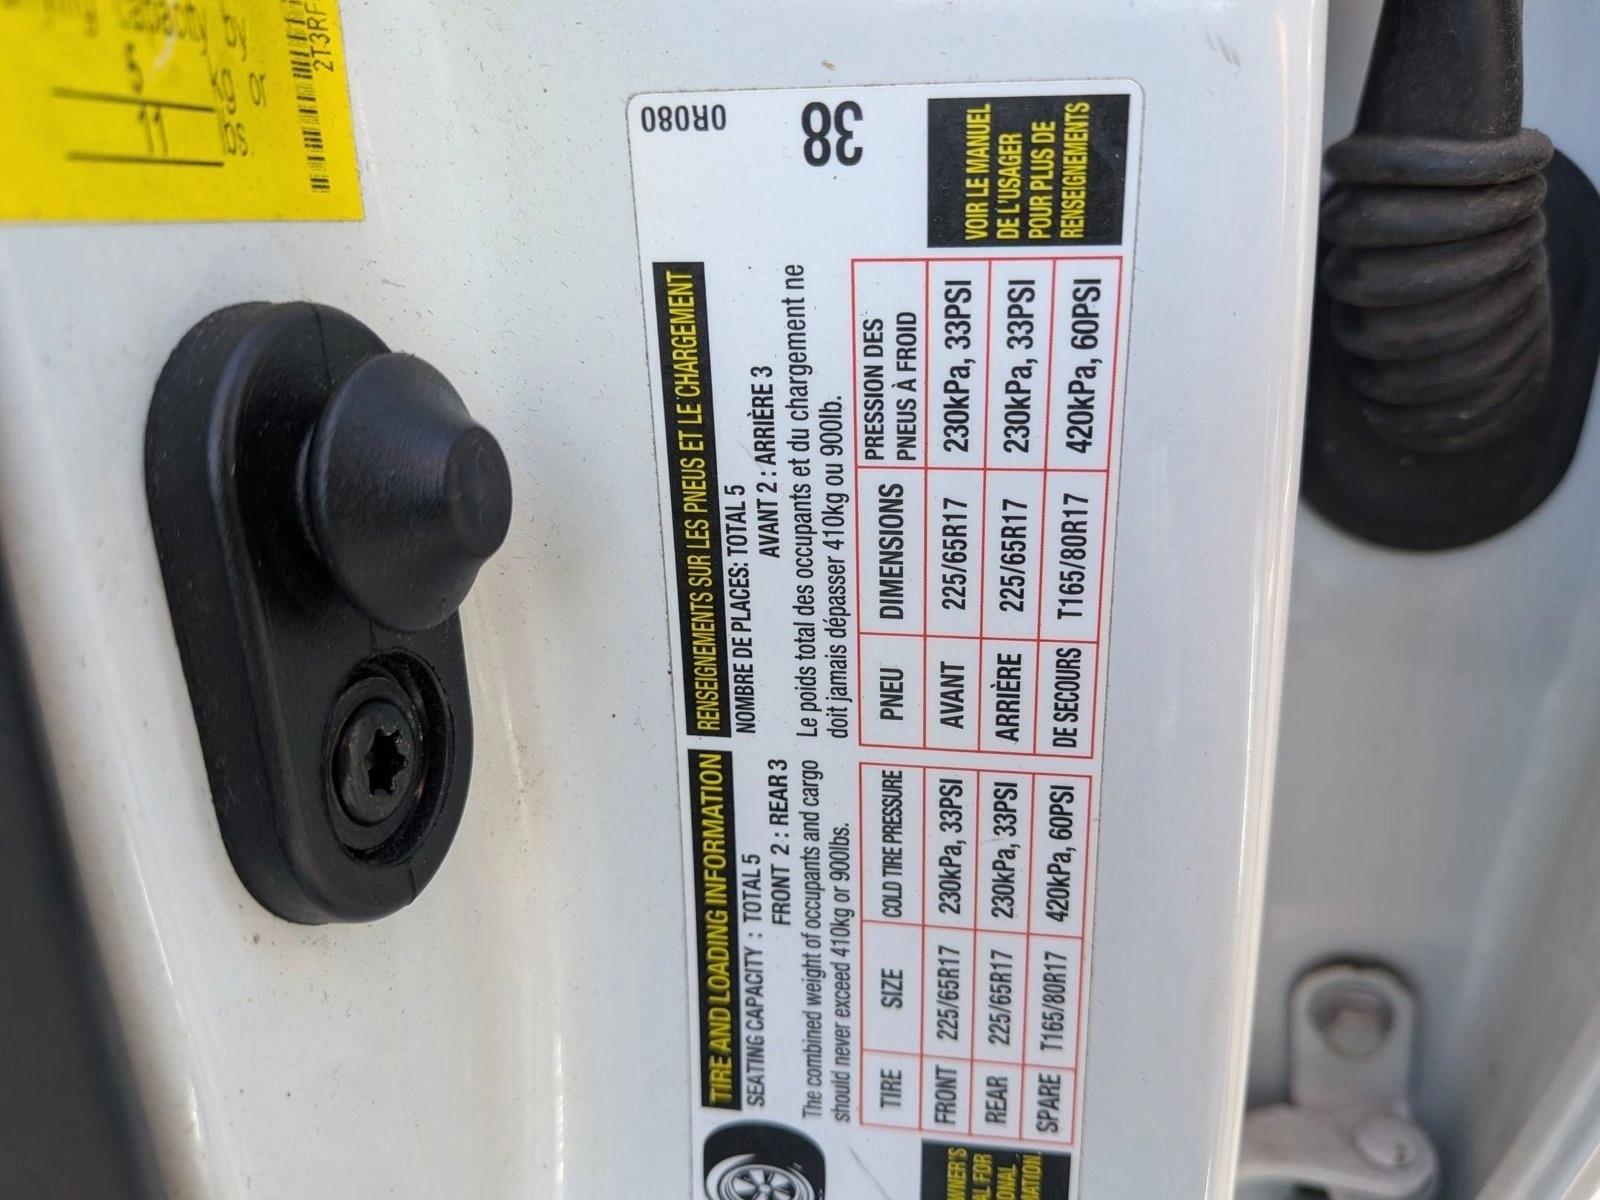 5 kg or
11 lbs
2T3RF
TIRE AND LOADING INFORMATION
SEATING CAPACITY : TOTAL 5
FRONT 2 : REAR 3
The combined weight of occupants and cargo
should never exceed 410kg or 900lbs.
TIRE SIZE COLD TIRE PRESSURE
FRONT 225/65R17 230kPa, 33PSI
REAR 225/65R17 230kPa, 33PSI
SPARE T165/80R17 420kPa, 60PSI
RENSEIGNEMENTS SUR LES PNEUS ET LE CHARGEMENT
NOMBRE DE PLACES: TOTAL 5
AVANT 2 : ARRIÈRE 3
Le poids total des occupants et du chargement ne
doit jamais dépasser 410kg ou 900lb.
PNEU DIMENSIONS PRESSION DES
PNEUS À FROID
AVANT 225/65R17 230kPa, 33PSI
ARRIÈRE 225/65R17 230kPa, 33PSI
DE SECOURS T165/80R17 420kPa, 60PSI
VOIR LE MANUEL
DE L'USAGER
POUR PLUS DE
RENSEIGNEMENTS
0R080
38